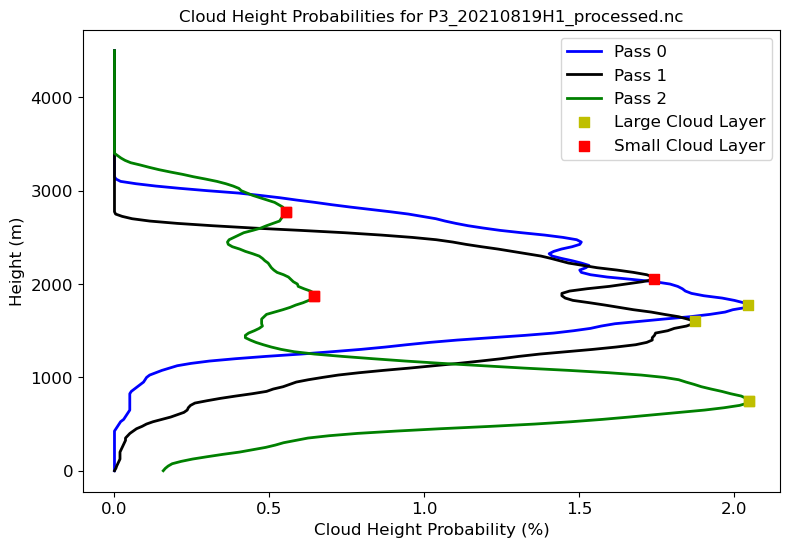 Cloud Height Probabilities for P3_20210819H1_processed.nc
Pass 0
Pass 1
Pass 2
Large Cloud Layer
Small Cloud Layer
Height (m)
4000
3000
2000
1000
0
0.0 0.5 1.0 1.5 2.0
Cloud Height Probability (%)